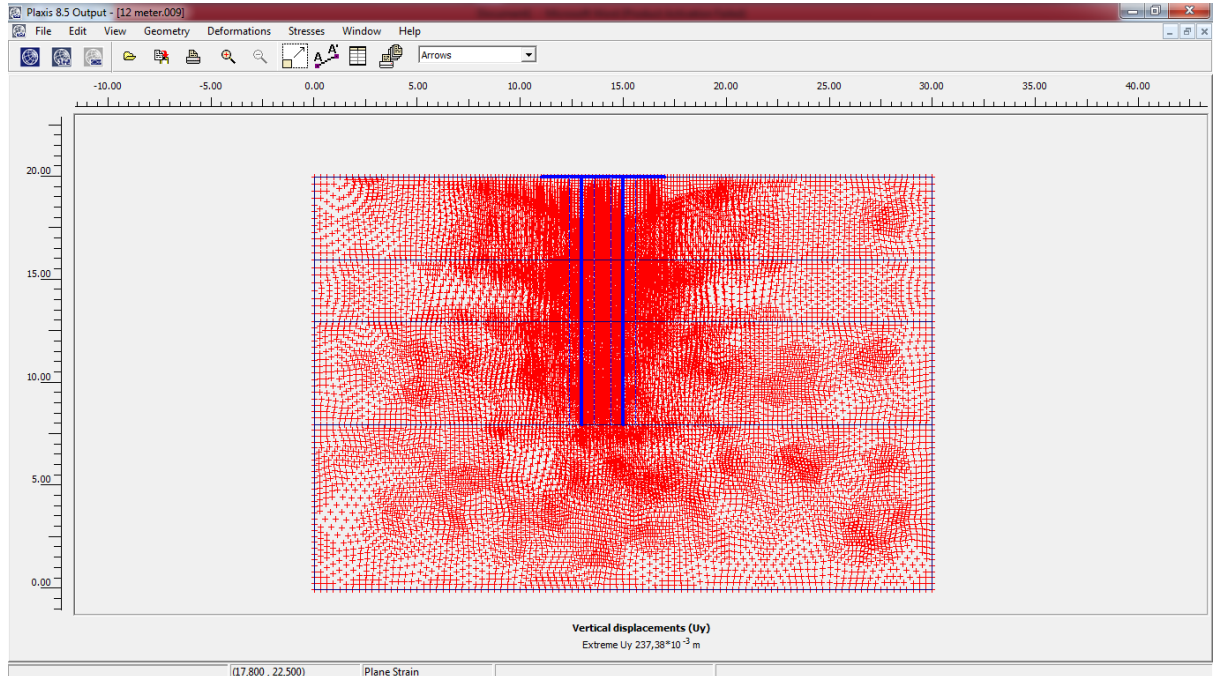 Plaxis 8.5 Output - [12 meter.009]
File Edit View Geometry Deformations Stresses Window Help
A A* Arrows
-10.00 -5.00 0.00 5.00 10.00 15.00 20.00 25.00 30.00 40.00
20.00
15.00
10.00
5.00
0.00
Vertical displacements (Uy)
Extreme Uy 237,38*10 -3 m
(17.800 , 22.500) Plane Strain